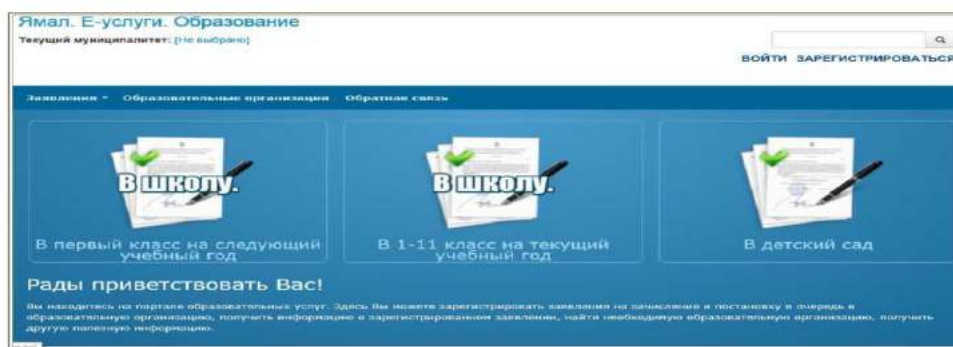 Ямал. Е-услуги. Образование
Текущий муниципалитет: [Не выбрано]
ВОЙТИ ЗАРЕГИСТРИРОВАТЬСЯ
Заявления Образовательные организации Обратная связь
В школу. В школу.
В первый класс на следующий учебный год
В 1-11 класс на текущий учебный год
В детский сад
Рады приветствовать Вас!
Вы находитесь на портале образовательных услуг. Здесь Вы можете зарегистрировать заявления на зачисление и постановку в очередь в
образовательную организацию, получить информацию о зарегистрированном заявлении, найти необходимую образовательную организацию, получить
другую полезную информацию.